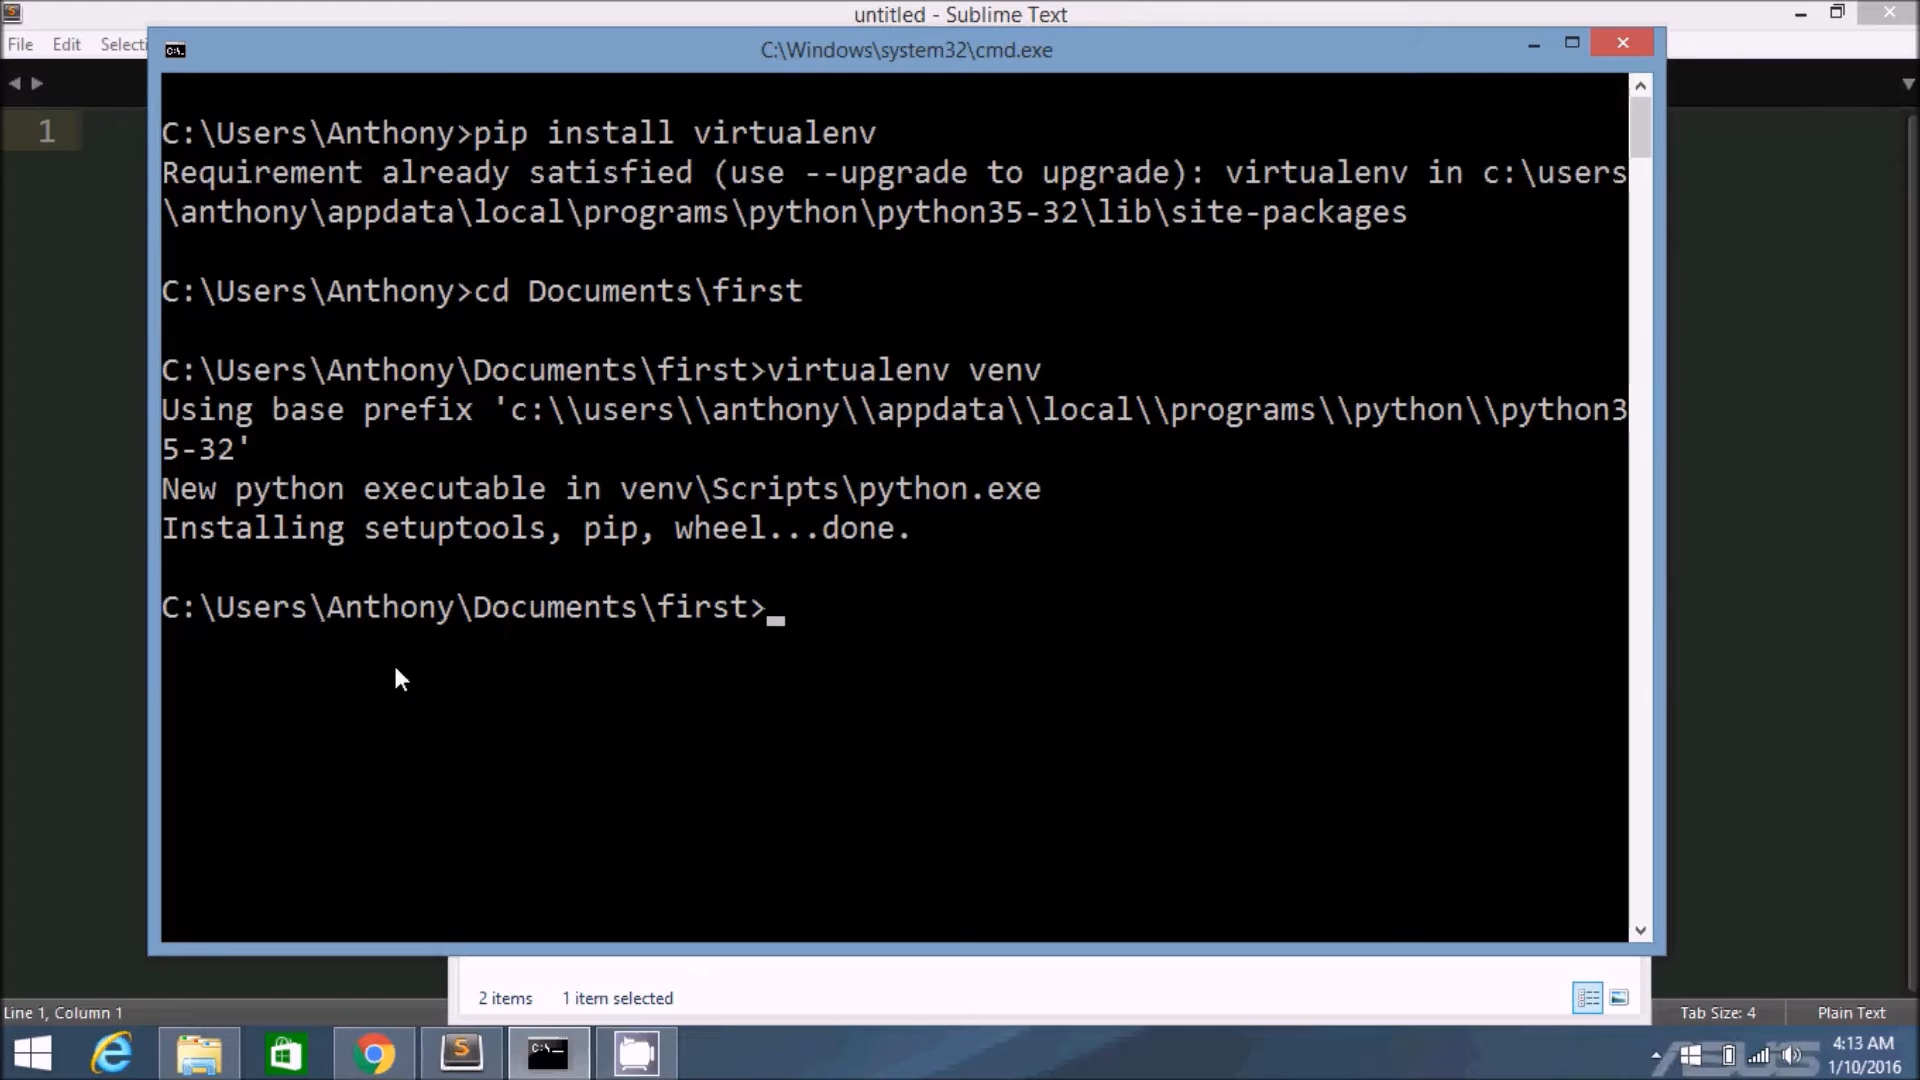 untitled - Sublime Text
File Edit Selecti
C:\Windows\system32\cmd.exe
1
C:\Users\Anthony>pip install virtualenv
Requirement already satisfied (use --upgrade to upgrade): virtualenv in c:\users
\anthony\appdata\local\programs\python\python35-32\lib\site-packages
C:\Users\Anthony>cd Documents\first
C:\Users\Anthony\Documents\first>virtualenv venv
Using base prefix 'c:\\users\\anthony\\appdata\\local\\programs\\python\\python3
5-32'
New python executable in venv\Scripts\python.exe
Installing setuptools, pip, wheel...done.
C:\Users\Anthony\Documents\first>
2 items 1 item selected
Line 1, Column 1 Tab Size: 4 Plain Text
ASUS
4:13 AM
1/10/2016